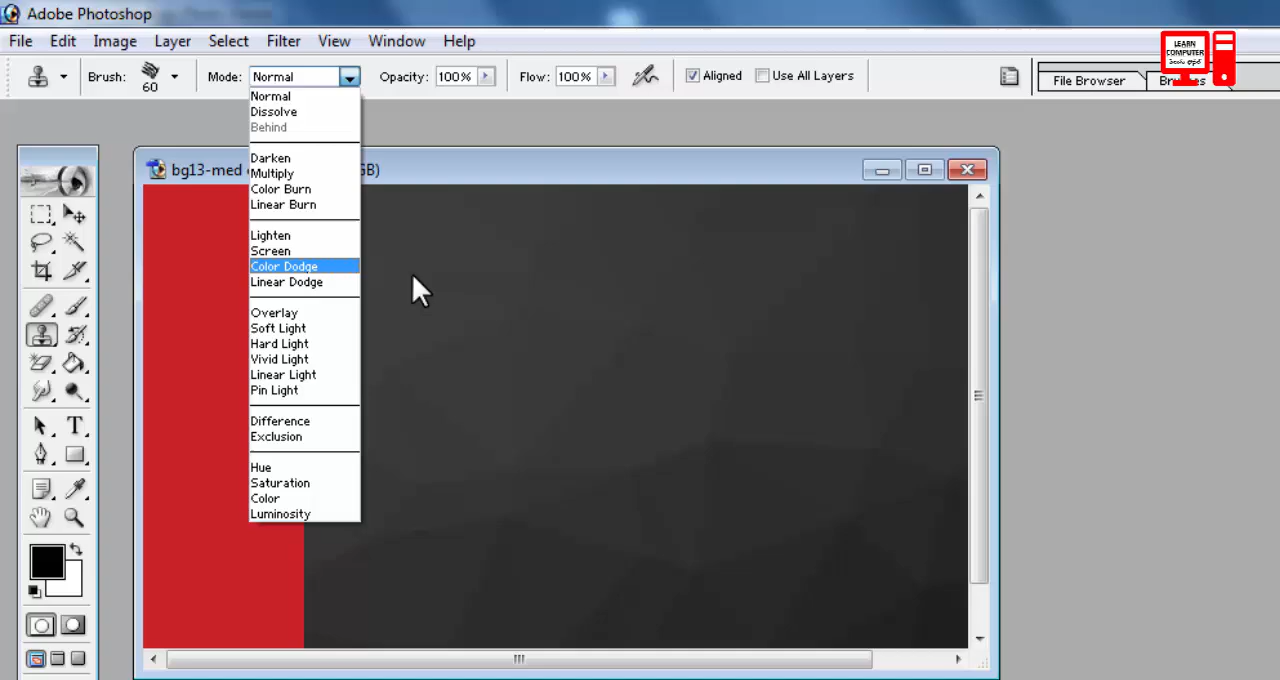 Adobe Photoshop
File Edit Image Layer Select Filter View Window Help
LEARN
COMPUTER
Brush: 60 Mode: Normal Opacity: 100% Flow: 100% Aligned Use All Layers
File Browser
Normal
Dissolve
Behind
bg13-med
Darken
Multiply
Color Burn
Linear Burn
Lighten
Screen
Color Dodge
Linear Dodge
Overlay
Soft Light
Hard Light
Vivid Light
Linear Light
Pin Light
Difference
Exclusion
Hue
Saturation
Color
Luminosity